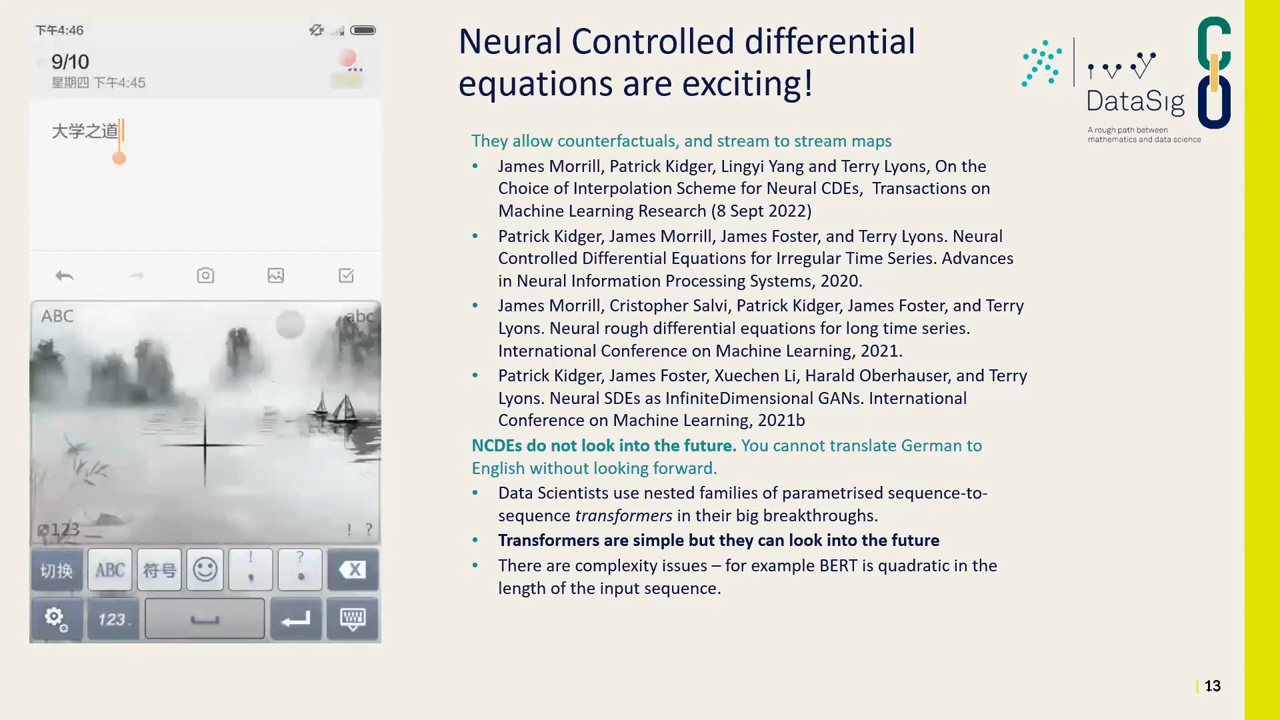 下午4:46
9/10
星期四 下午4:45
大学之道
ABC
abc
123
! ?
切换
ABC
符号
!
,
?
。
123.
Neural Controlled differential
equations are exciting!
DataSig
A rough path between
mathematics and data science
CO
They allow counterfactuals, and stream to stream maps
• James Morrill, Patrick Kidger, Lingyi Yang and Terry Lyons, On the
Choice of Interpolation Scheme for Neural CDEs, Transactions on
Machine Learning Research (8 Sept 2022)
• Patrick Kidger, James Morrill, James Foster, and Terry Lyons. Neural
Controlled Differential Equations for Irregular Time Series. Advances
in Neural Information Processing Systems, 2020.
• James Morrill, Cristopher Salvi, Patrick Kidger, James Foster, and Terry
Lyons. Neural rough differential equations for long time series.
International Conference on Machine Learning, 2021.
• Patrick Kidger, James Foster, Xuechen Li, Harald Oberhauser, and Terry
Lyons. Neural SDEs as InfiniteDimensional GANs. International
Conference on Machine Learning, 2021b
NCDEs do not look into the future. You cannot translate German to
English without looking forward.
• Data Scientists use nested families of parametrised sequence-to-
sequence transformers in their big breakthroughs.
• Transformers are simple but they can look into the future
• There are complexity issues – for example BERT is quadratic in the
length of the input sequence.
| 13